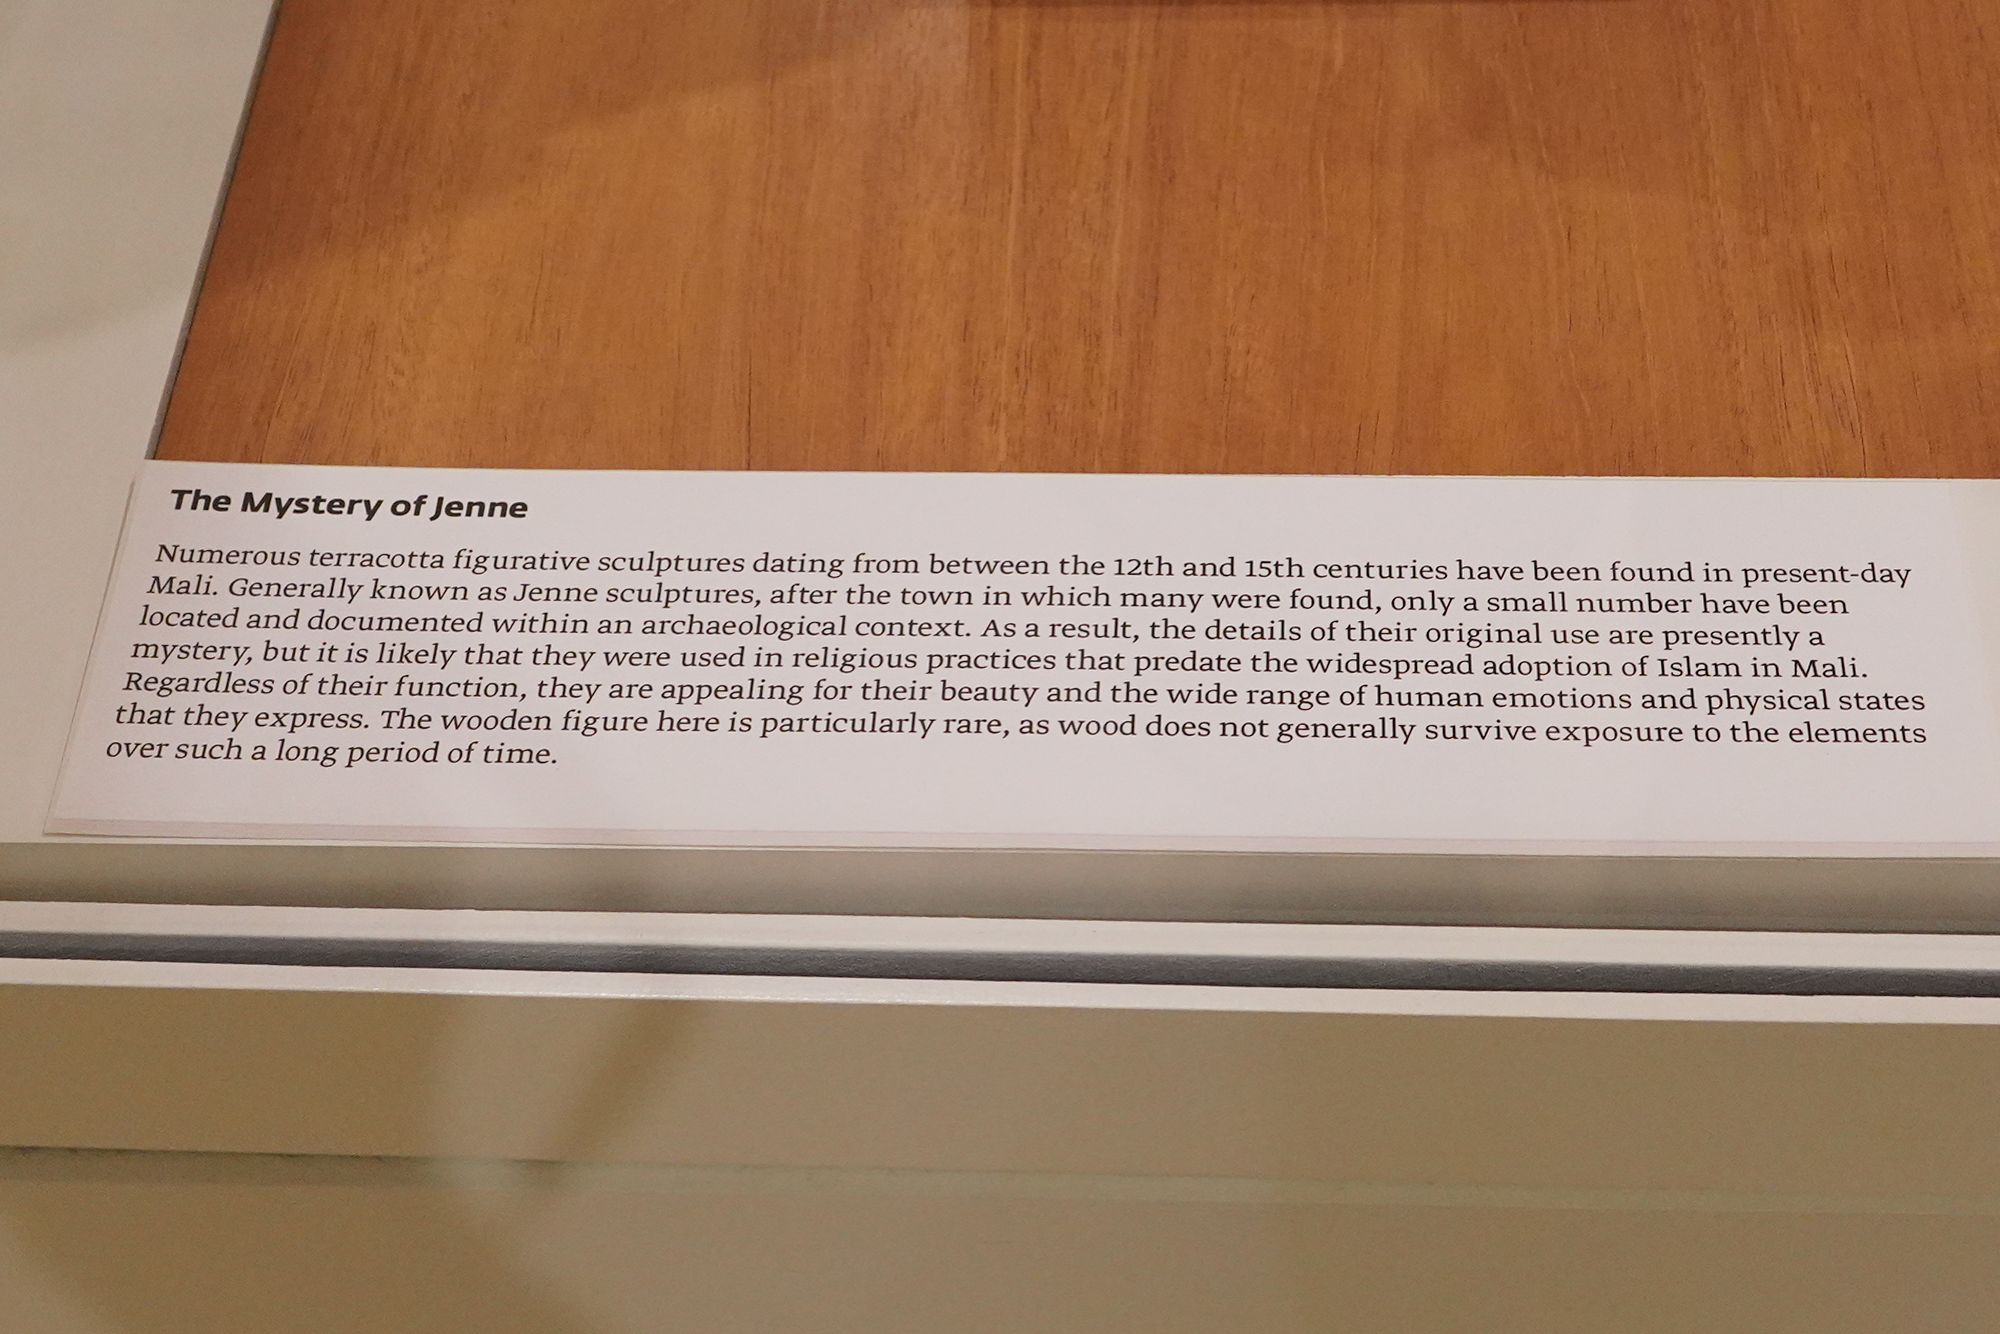 The Mystery of Jenne
Numerous terracotta figurative sculptures dating from between the 12th and 15th centuries have been found in present-day
Mali. Generally known as Jenne sculptures, after the town in which many were found, only a small number have been
located and documented within an archaeological context. As a result, the details of their original use are presently a
mystery, but it is likely that they were used in religious practices that predate the widespread adoption of Islam in Mali.
Regardless of their function, they are appealing for their beauty and the wide range of human emotions and physical states
that they express. The wooden figure here is particularly rare, as wood does not generally survive exposure to the elements
over such a long period of time.